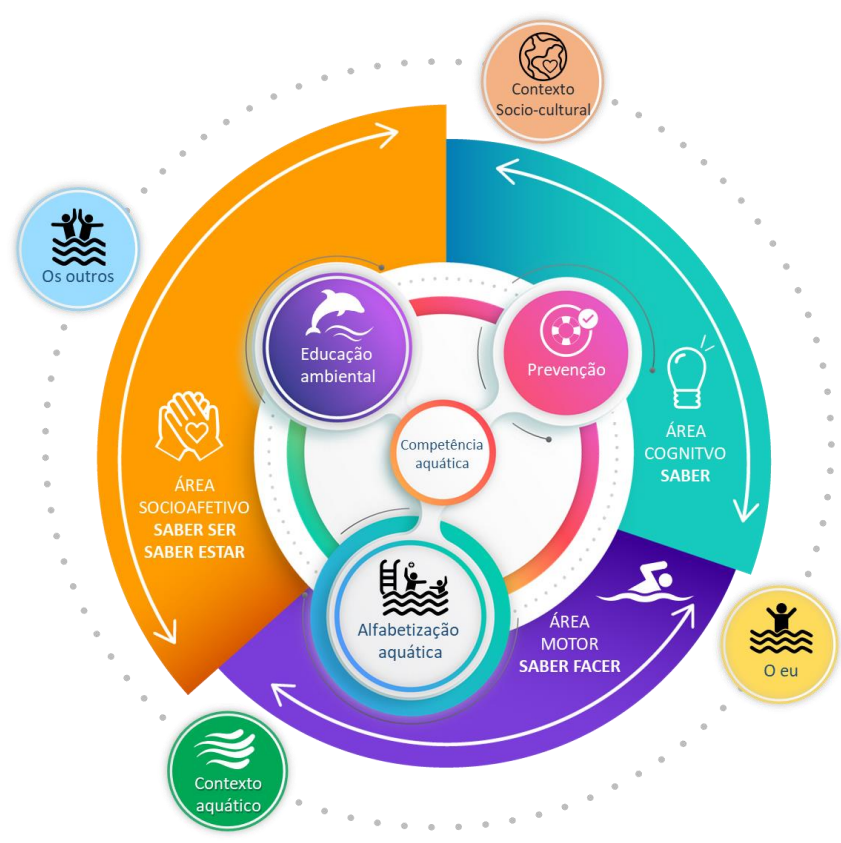 Contexto
Socio-cultural
Os outros
Educação
ambiental
Prevenção
ÁREA
COGNITVO
SABER
Competência
aquática
ÁREA
SOCIOAFETIVO
SABER SER
SABER ESTAR
Alfabetização
aquática
ÁREA
MOTOR
SABER FACER
O eu
Contexto
aquático